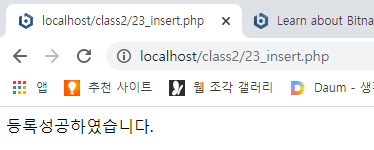 localhost/class2/23_insert.php
Learn about Bitna
localhost/class2/23_insert.php
앱 추천 사이트 웹 조각 갤러리 Daum - 생
등록성공하였습니다.